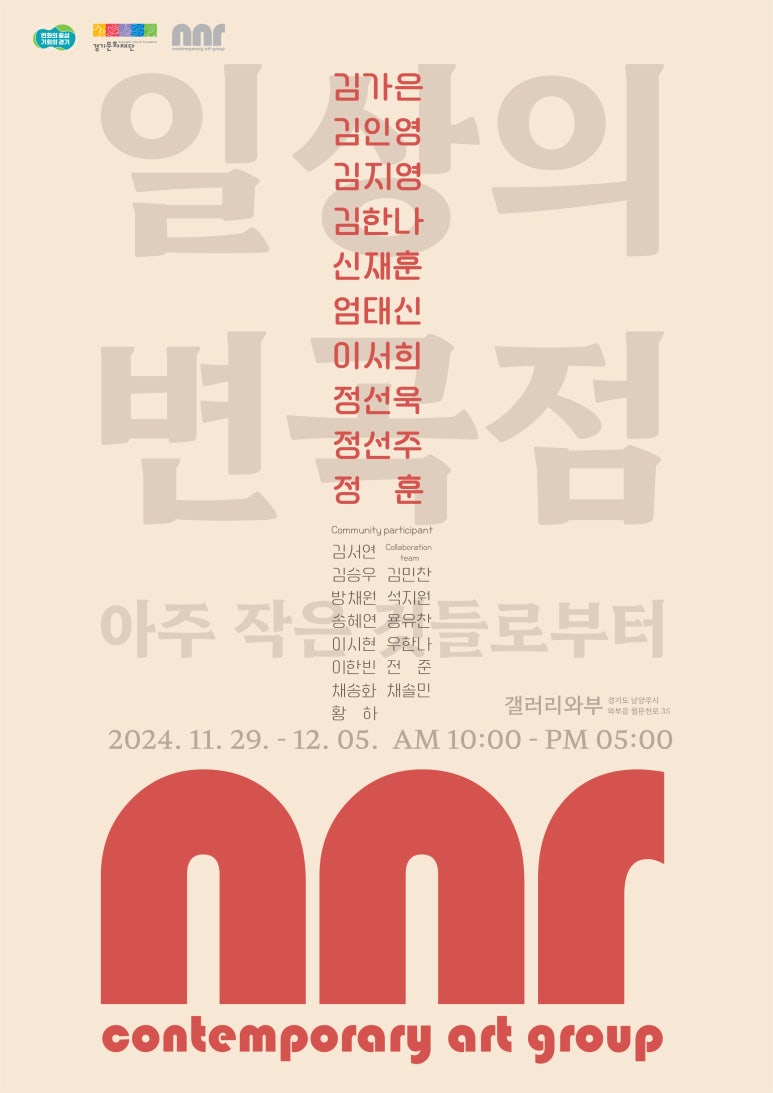 변화의 중심
기회의 경기
경기문화재단
nnr
contemporary art group
일상의
변곡점
아주 작은 것들로부터
김가은
김인영
김지영
김한나
신재훈
엄태신
이서희
정선욱
정선주
정 훈
Community participant
김서연
김승우
방채원
송혜연
이시현
이한빈
채송화
황 하
Collaboration
team
김민찬
석지원
용유찬
우한나
전 준
채솔민
갤러리와부
경기도 남양주시
와부읍 월문천로 35
2024. 11. 29. - 12. 05. AM 10:00 - PM 05:00
nnr
contemporary art group